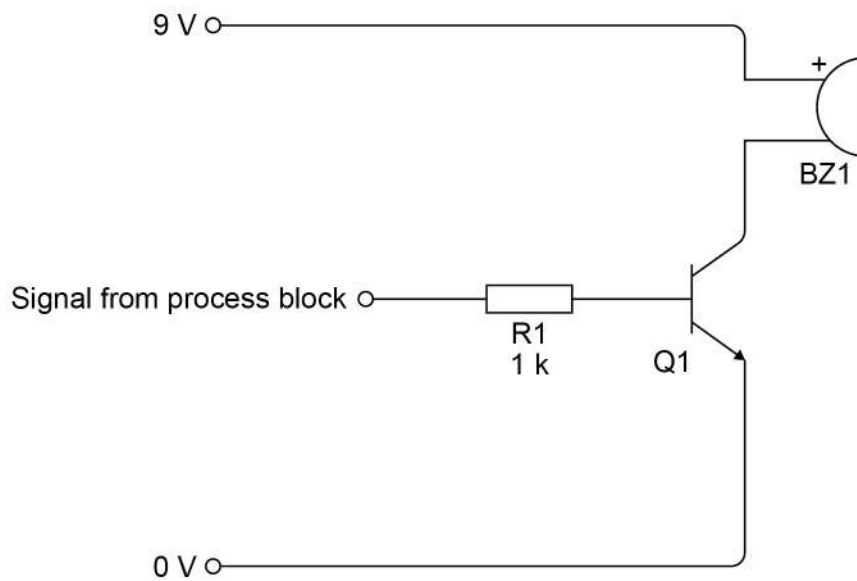 9 V
+
BZ1
Signal from process block
R1
1 k
Q1
0 V